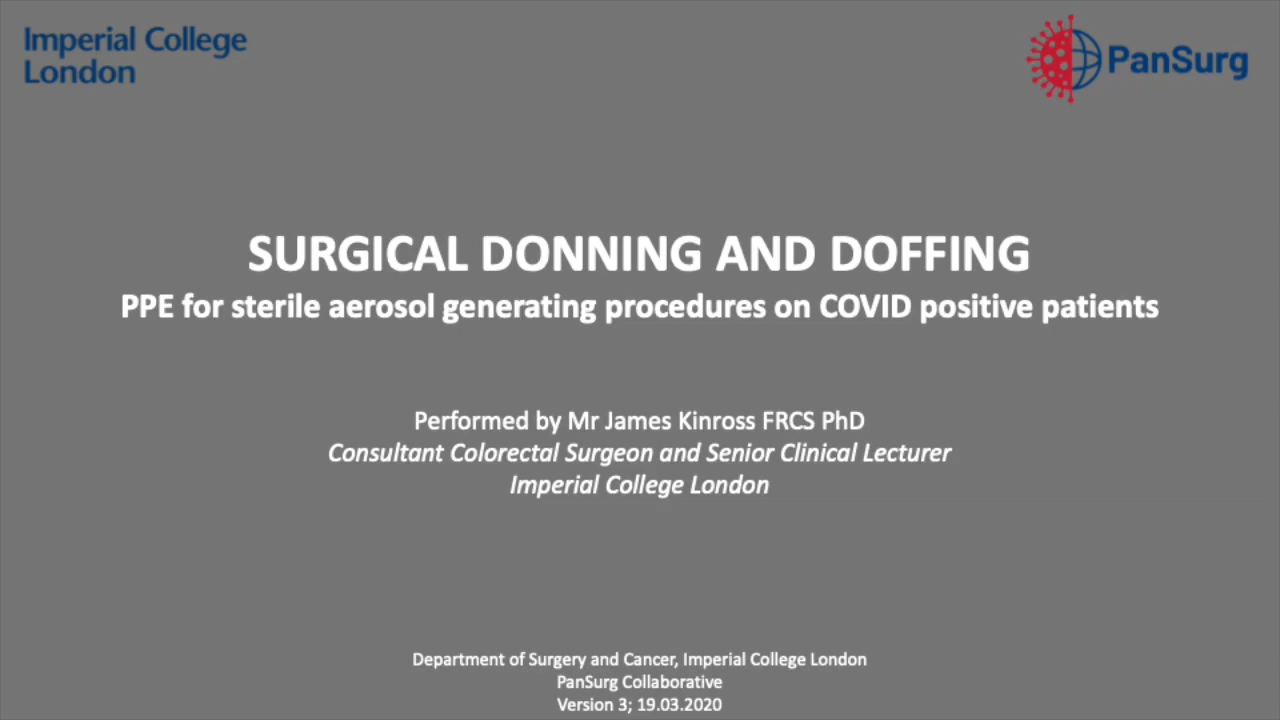 Imperial College
London
PanSurg
SURGICAL DONNING AND DOFFING
PPE for sterile aerosol generating procedures on COVID positive patients
Performed by Mr James Kinross FRCS PhD
Consultant Colorectal Surgeon and Senior Clinical Lecturer
Imperial College London
Department of Surgery and Cancer, Imperial College London
PanSurg Collaborative
Version 3; 19.03.2020